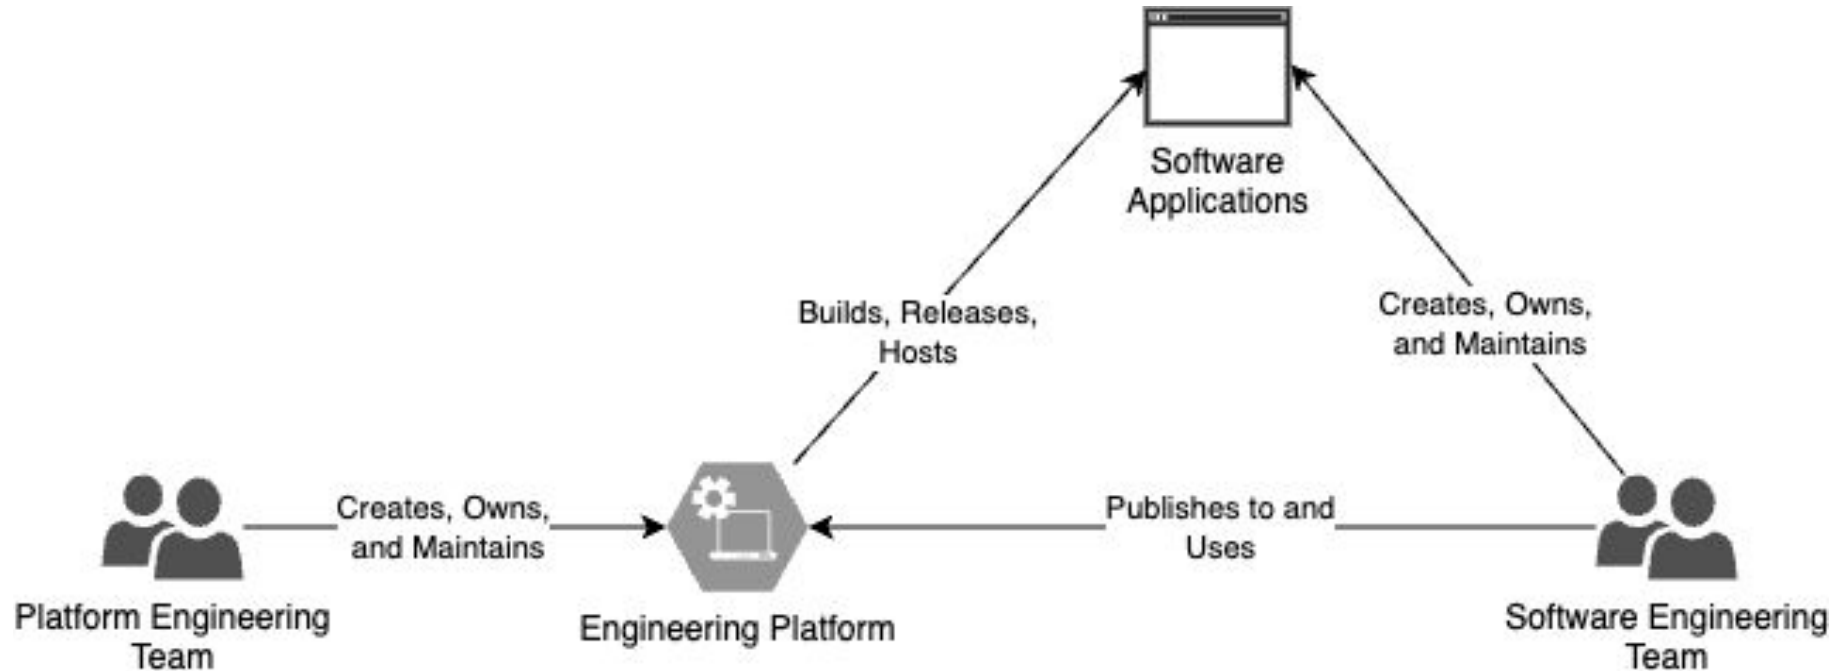 Software
Applications
Builds, Releases,
Hosts
Creates, Owns,
and Maintains
Creates, Owns,
and Maintains
Publishes to and
Uses
Platform Engineering
Team
Engineering Platform
Software Engineering
Team